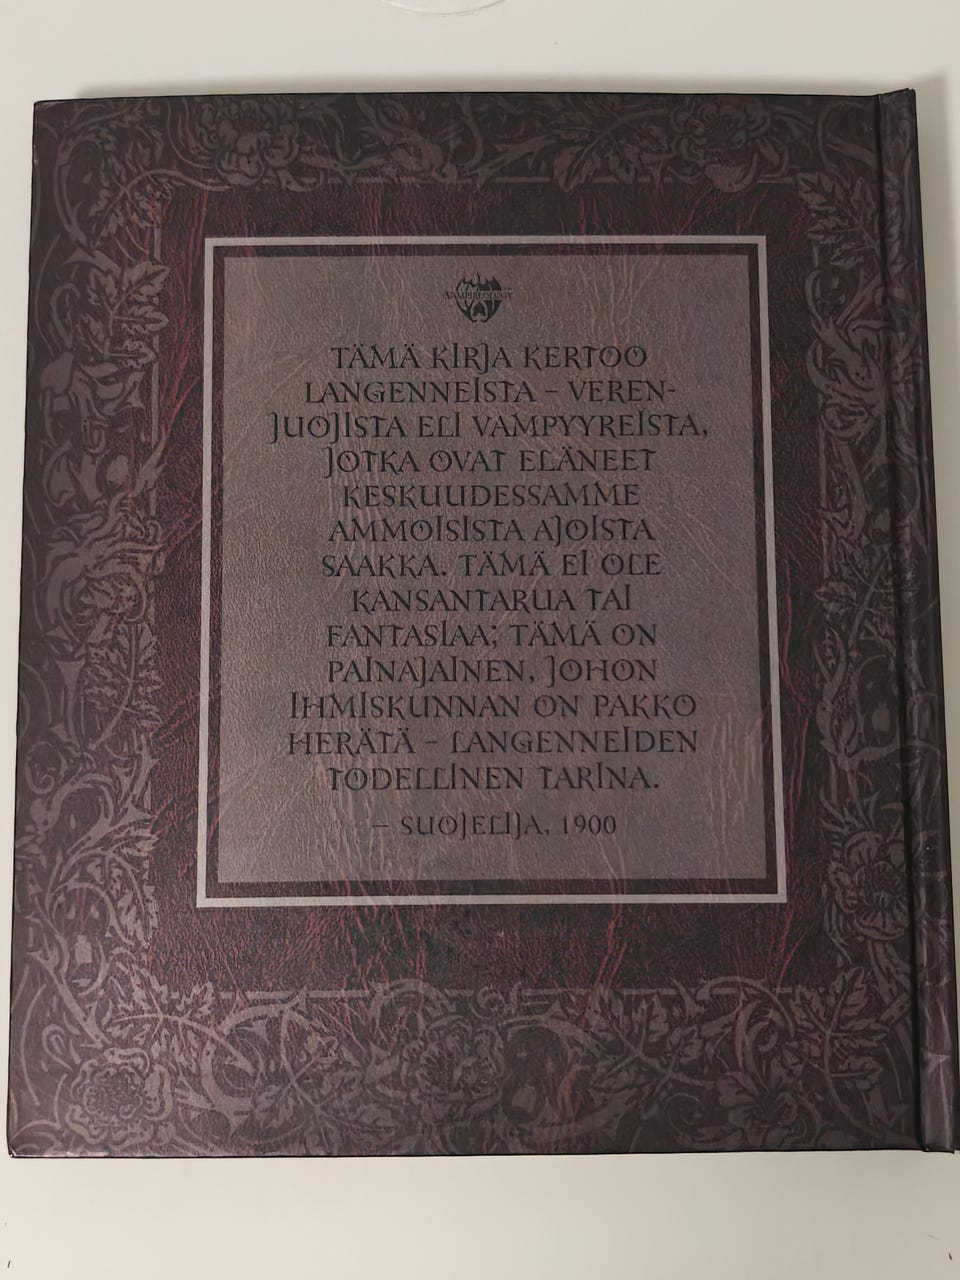 VAMPIREOLOGY
TÄMÄ KIRJA KERTOO
LANGENNEISTA – VEREN-
JUOJISTA ELI VAMPYYREISTA,
JOTKA OVAT ELÄNEET
KESKUUDESSAMME
AMMOISISTA AJOISTA
SAAKKA. TÄMÄ EI OLE
KANSANTARUA TAI
FANTASIAA; TÄMÄ ON
PAINAJAINEN, JOHON
IHMISKUNNAN ON PAKKO
HERÄTÄ – LANGENNEIDEN
TODELLINEN TARINA.
– SUOJELIJA, 1900